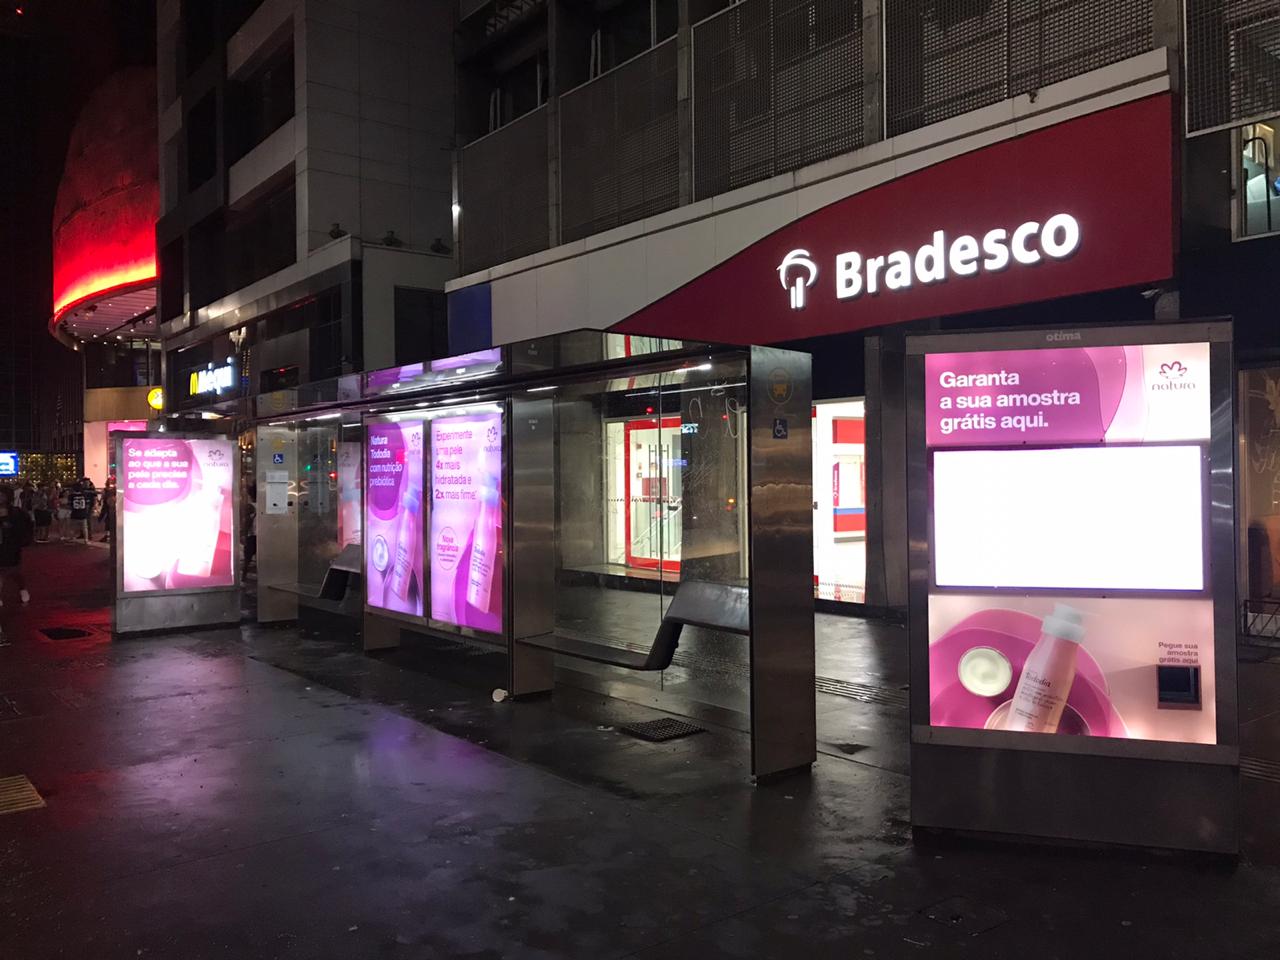 Bradesco
Méqui
otima
Garanta
a sua amostra
grátis aqui.
natura
Pegue sua
amostra
grátis aqui
Tododia
Se adapta
ao que a sua
pele precisa
a cada dia.
natura
Natura
Tododia
com nutrição
prebiótica
Experimente
uma pele
4x mais
hidratada e
2x mais firme*
Nova
fragrância